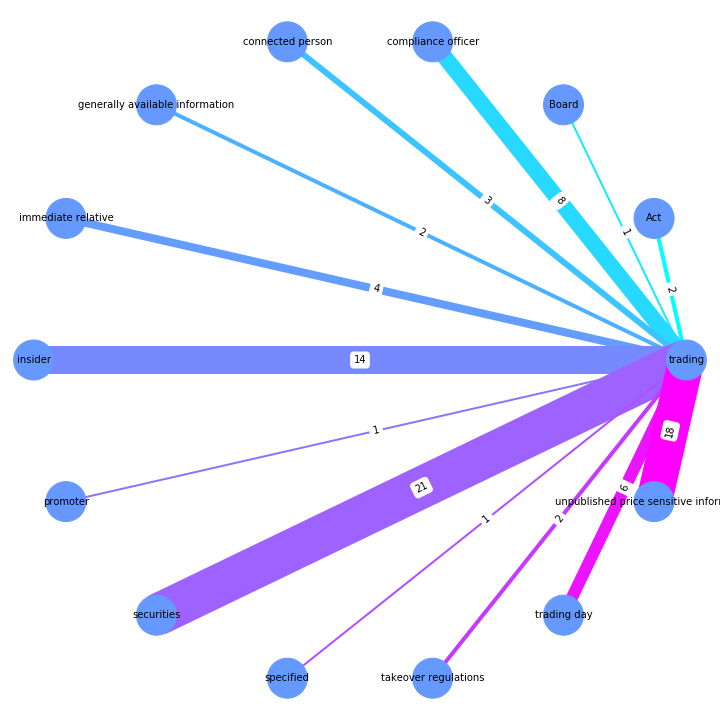 connected person
compliance officer
generally available information
Board
3
8
immediate relative
Act
2
1
4
2
insider
14
trading
1
18
promoter
21
6
unpublished price sensitive infor
1
2
securities
trading day
specified
takeover regulations